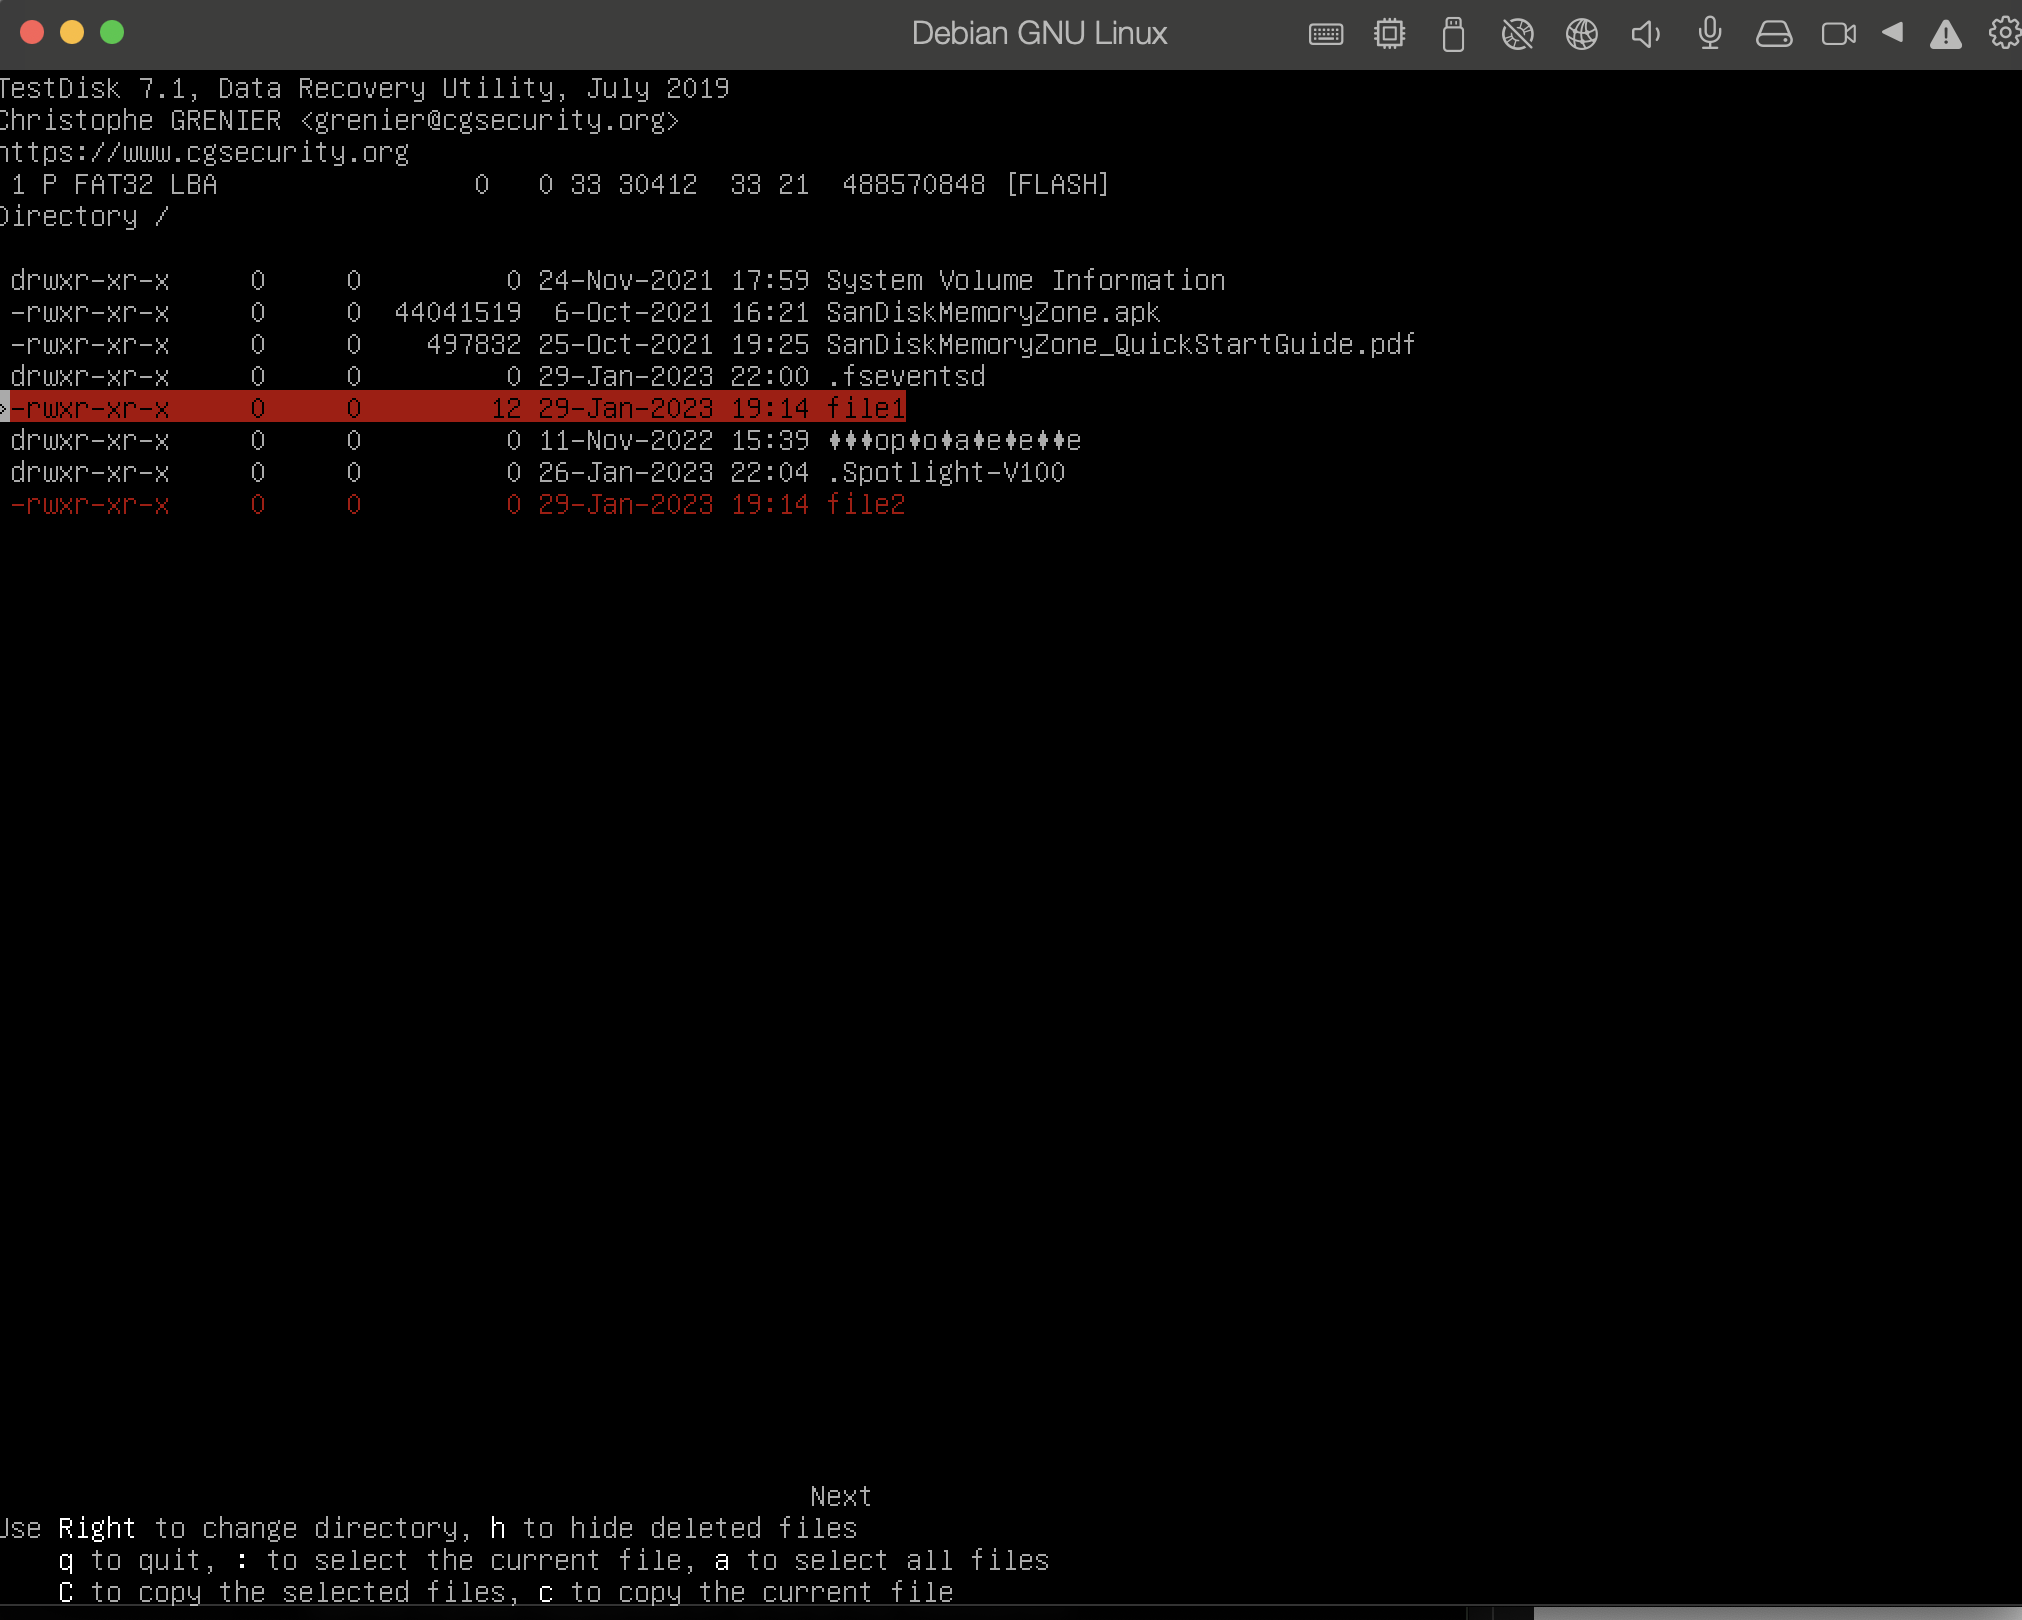 Debian GNU Linux
TestDisk 7.1, Data Recovery Utility, July 2019
Christophe GRENIER <grenier@cgsecurity.org>
https://www.cgsecurity.org
1 P FAT32 LBA 0 0 33 30412 33 21 488570848 [FLASH]
Directory /
drwxr-xr-x 0 0 0 24-Nov-2021 17:59 System Volume Information
-rwxr-xr-x 0 0 44041519 6-Oct-2021 16:21 SanDiskMemoryZone.apk
-rwxr-xr-x 0 0 497832 25-Oct-2021 19:25 SanDiskMemoryZone_QuickStartGuide.pdf
drwxr-xr-x 0 0 0 29-Jan-2023 22:00 .fseventsd
>-rwxr-xr-x 0 0 12 29-Jan-2023 19:14 file1
drwxr-xr-x 0 0 0 11-Nov-2022 15:39 ♦♦♦op♦o♦a♦e♦e♦♦e
drwxr-xr-x 0 0 0 26-Jan-2023 22:04 .Spotlight-V100
-rwxr-xr-x 0 0 0 29-Jan-2023 19:14 file2
Next
Use Right to change directory, h to hide deleted files
q to quit, : to select the current file, a to select all files
C to copy the selected files, c to copy the current file